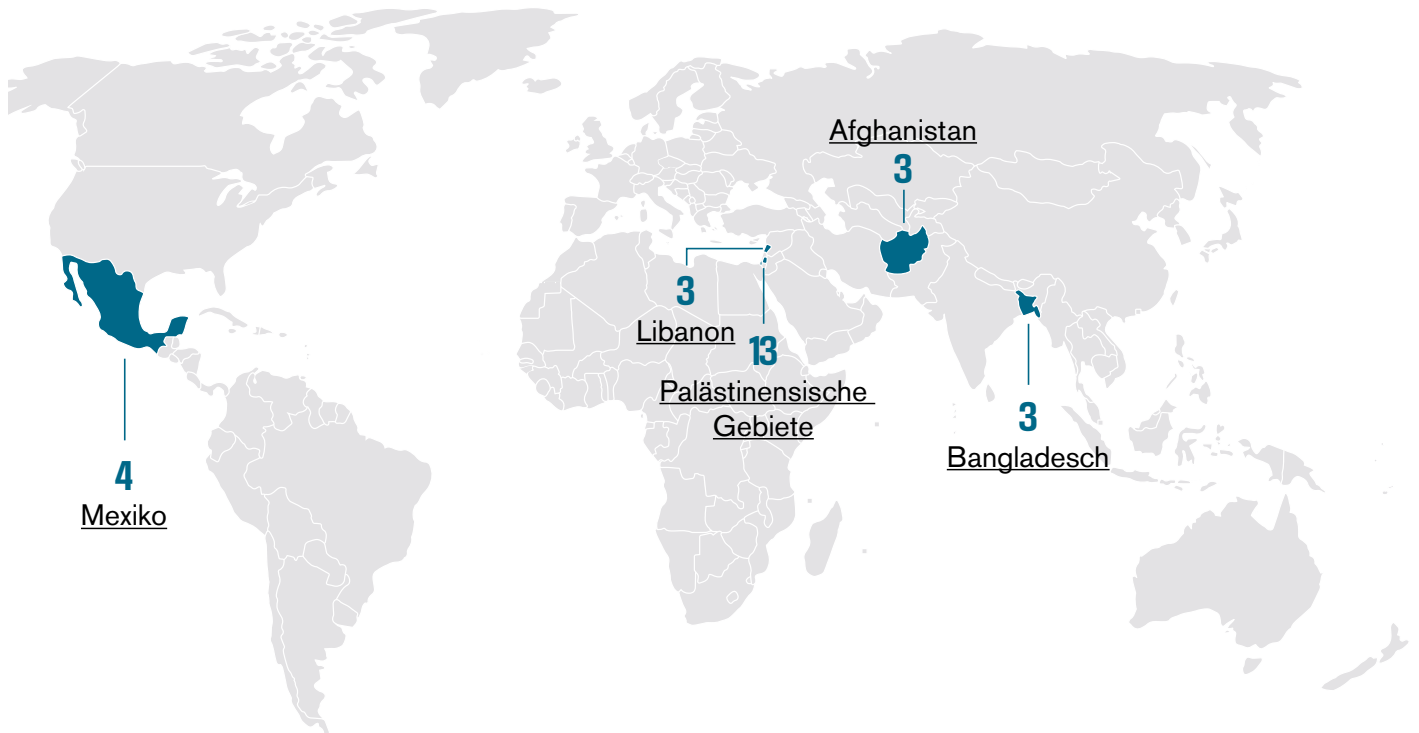 Afghanistan
3
3
Libanon
13
Palästinensische
Gebiete
3
Bangladesch
4
Mexiko